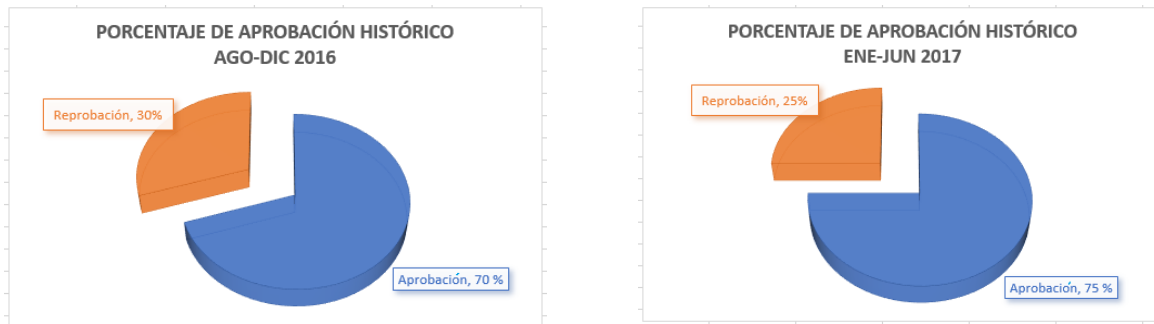 PORCENTAJE DE APROBACIÓN HISTÓRICO
AGO-DIC 2016
Reprobación, 30%
Aprobación, 70 %
PORCENTAJE DE APROBACIÓN HISTÓRICO
ENE-JUN 2017
Reprobación, 25%
Aprobación, 75 %